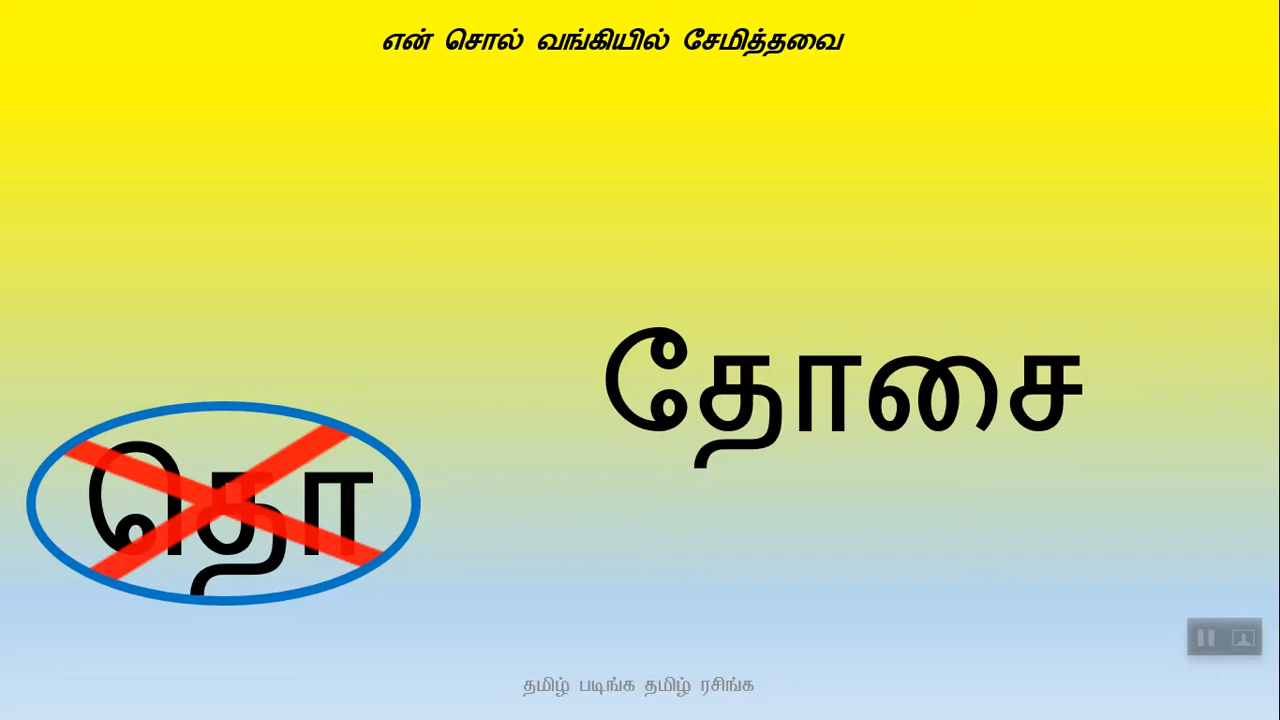 என் சொல் வங்கியில் சேமித்தவை
தோசை
தொ
தமிழ் படிங்க தமிழ் ரசிங்க